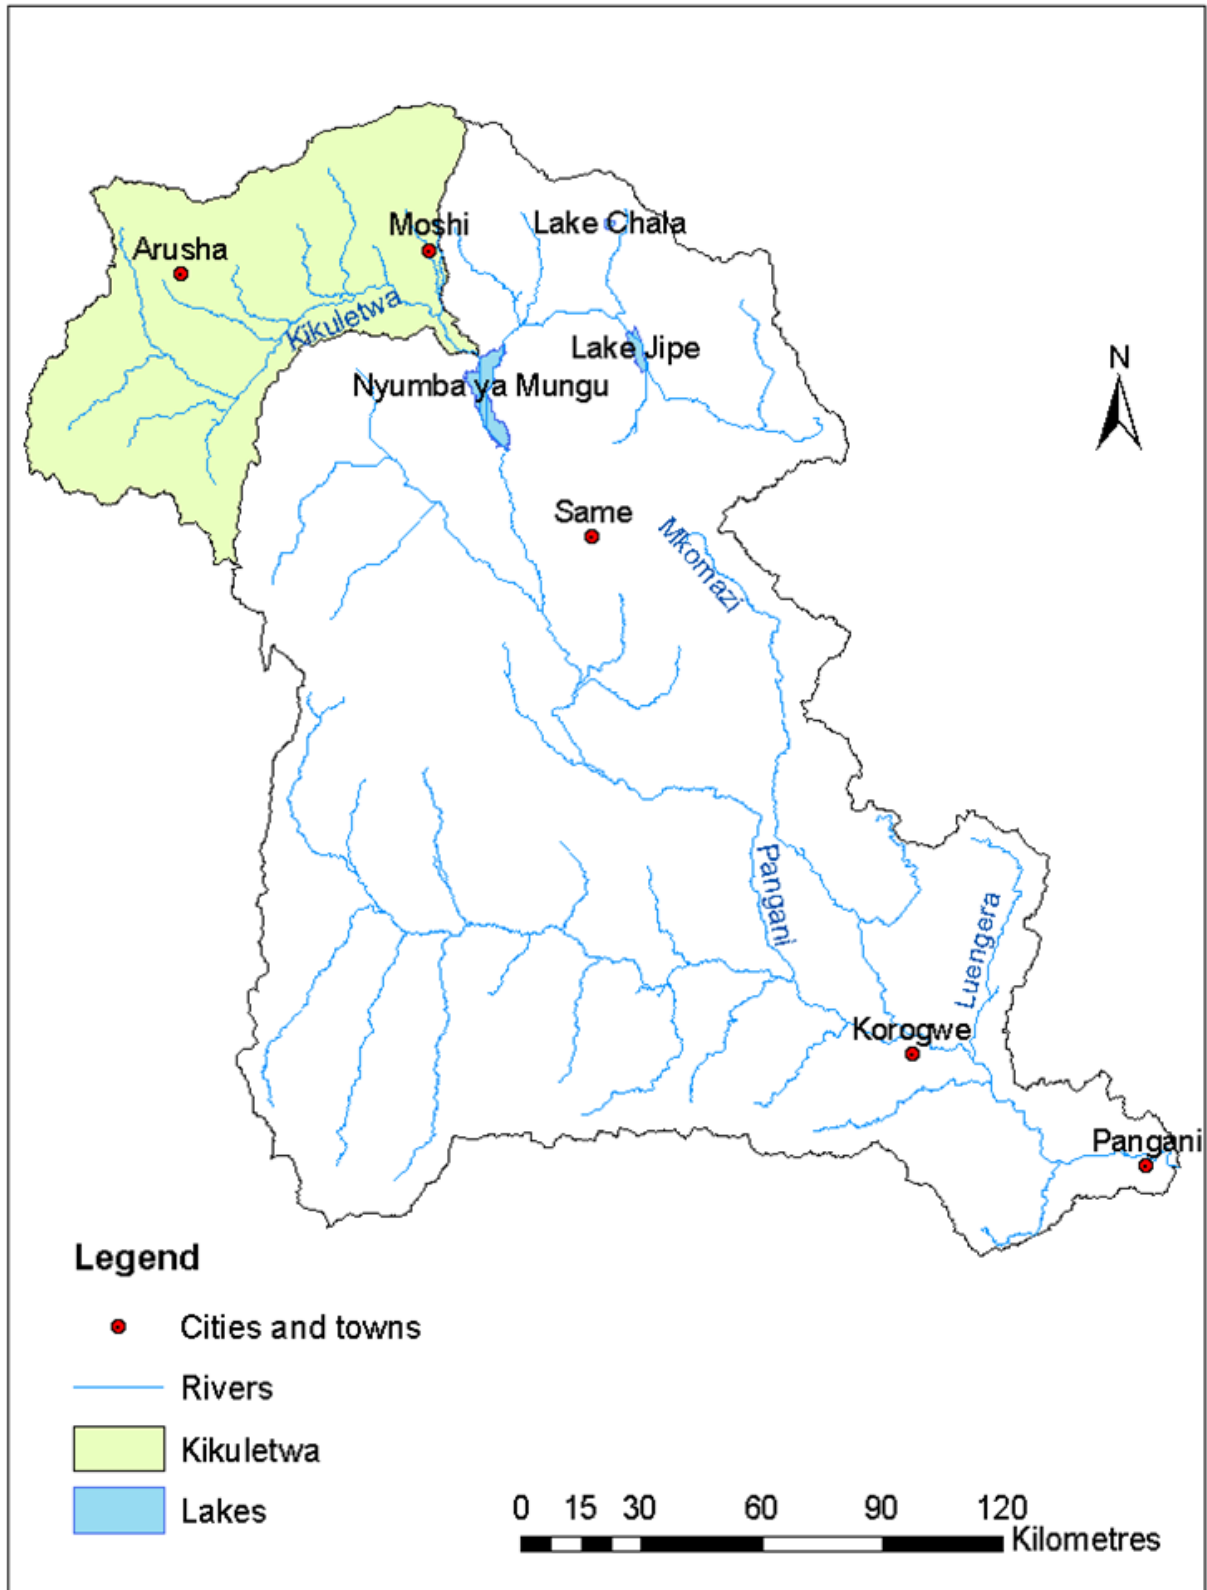 Moshi
Lake Chala
Arusha
Kikuletwa
Lake Jipe
Nyumba ya Mungu
N
Same
Mkomazi
Pangani
Luengera
Korogwe
Pangani
Legend
Cities and towns
Rivers
Kikuletwa
Lakes
0 15 30 60 90 120
Kilometres